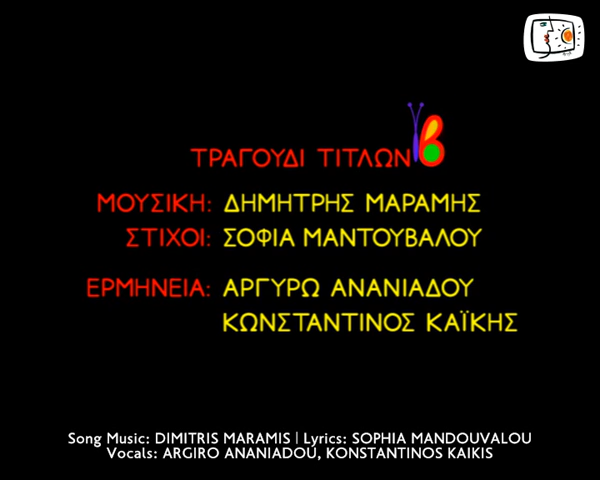 ΤΡΑΓΟΥΔΙ ΤΙΤΛΩΝ
ΜΟΥΣΙΚΗ: ΔΗΜΗΤΡΗΣ ΜΑΡΑΜΗΣ
ΣΤΙΧΟΙ: ΣΟΦΙΑ ΜΑΝΤΟΥΒΑΛΟΥ
ΕΡΜΗΝΕΙΑ: ΑΡΓΥΡΩ ΑΝΑΝΙΑΔΟΥ
ΚΩΝΣΤΑΝΤΙΝΟΣ ΚΑΪΚΗΣ
Song Music: DIMITRIS MARAMIS | Lyrics: SOPHIA MANDOUVALOU
Vocals: ARGIRO ANANIADOU, KONSTANTINOS KAIKIS